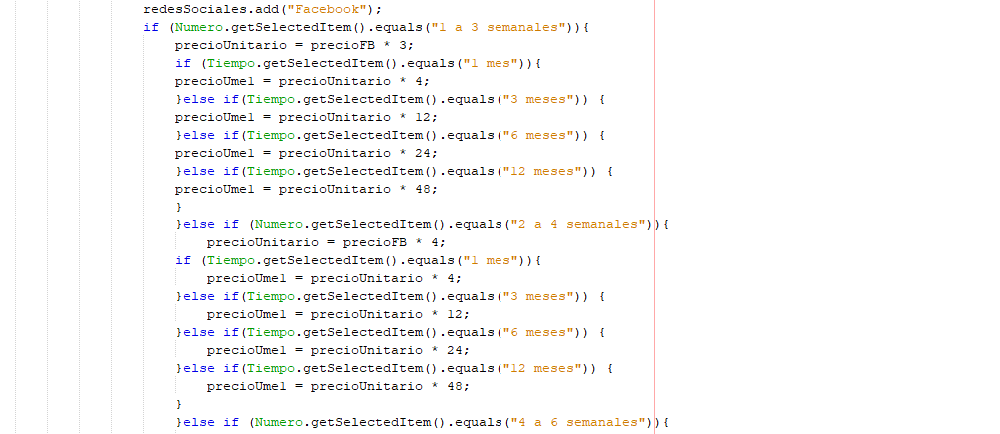 redesSociales.add("Facebook");
if (Numero.getSelectedItem().equals("1 a 3 semanales")){
precioUnitario = precioFB * 3;
if (Tiempo.getSelectedItem().equals("1 mes")){
precioUme1 = precioUnitario * 4;
}else if(Tiempo.getSelectedItem().equals("3 meses")) {
precioUme1 = precioUnitario * 12;
}else if(Tiempo.getSelectedItem().equals("6 meses")) {
precioUme1 = precioUnitario * 24;
}else if(Tiempo.getSelectedItem().equals("12 meses")) {
precioUme1 = precioUnitario * 48;
}
}else if (Numero.getSelectedItem().equals("2 a 4 semanales")){
precioUnitario = precioFB * 4;
if (Tiempo.getSelectedItem().equals("1 mes")){
precioUme1 = precioUnitario * 4;
}else if(Tiempo.getSelectedItem().equals("3 meses")) {
precioUme1 = precioUnitario * 12;
}else if(Tiempo.getSelectedItem().equals("6 meses")) {
precioUme1 = precioUnitario * 24;
}else if(Tiempo.getSelectedItem().equals("12 meses")) {
precioUme1 = precioUnitario * 48;
}
}else if (Numero.getSelectedItem().equals("4 a 6 semanales")){